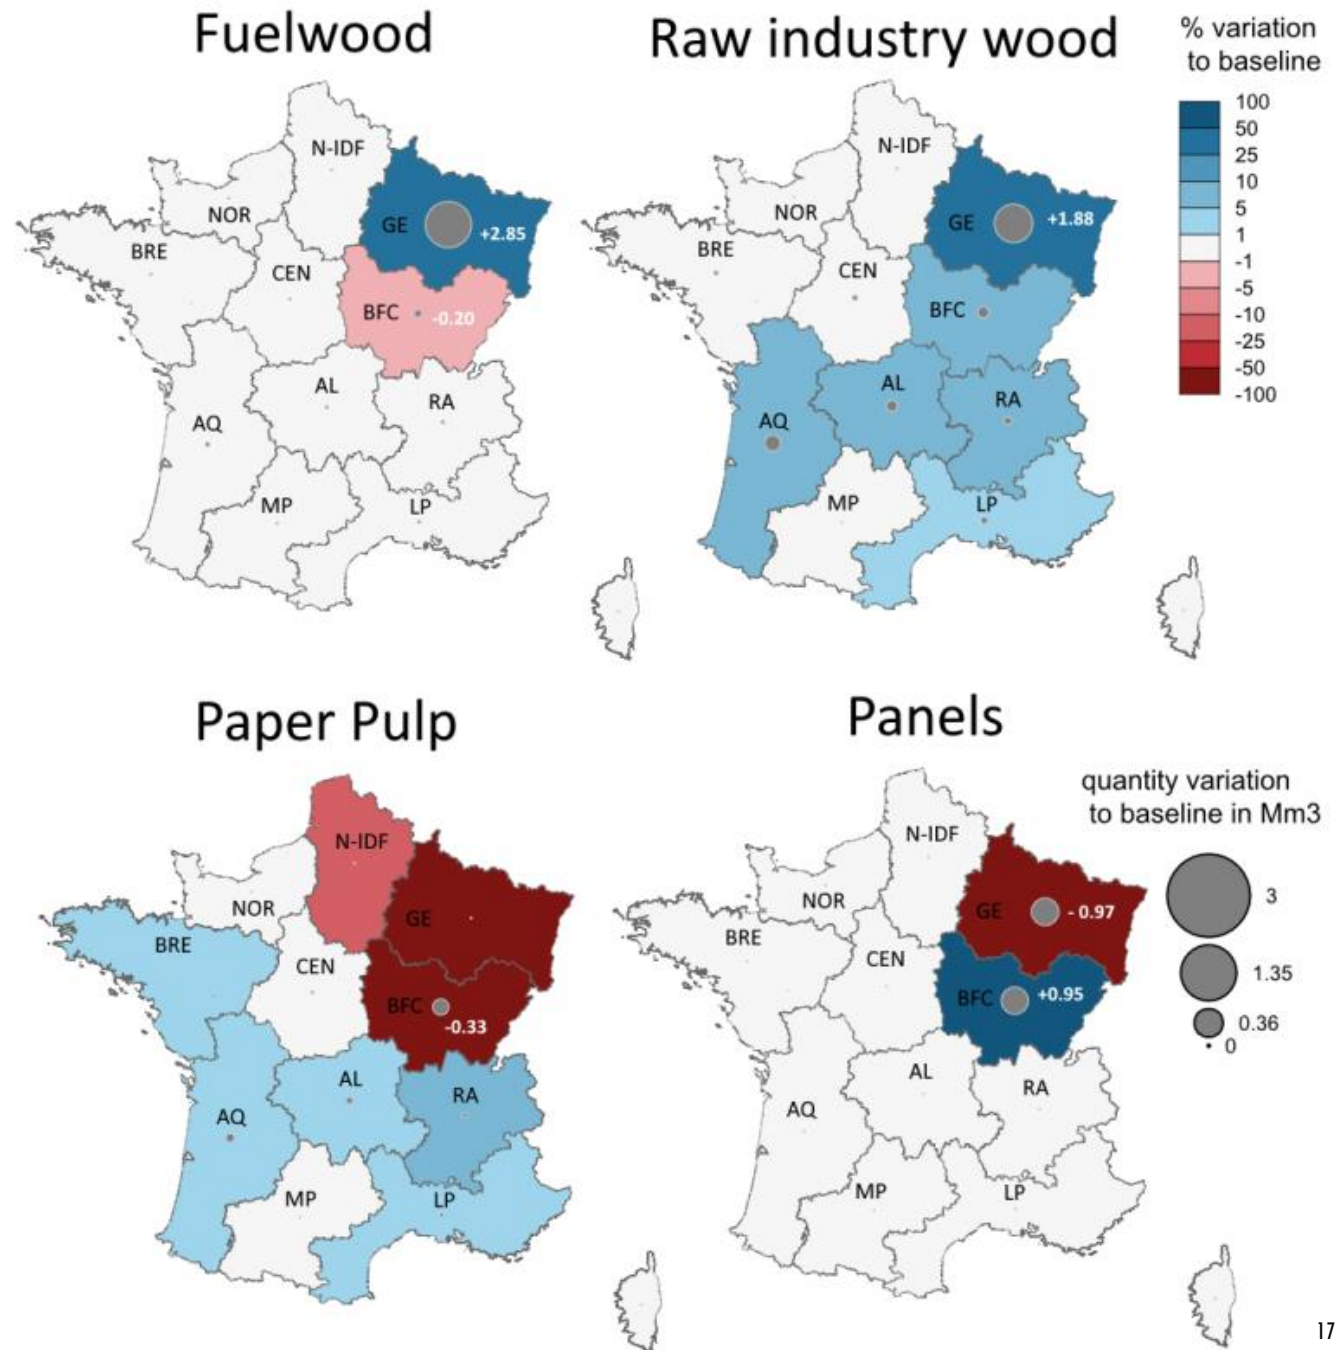 Fuelwood
N-IDF
NOR
GE
+2.85
BRE
CEN
BFC
-0.20
AL
RA
AQ
MP
LP
Raw industry wood
N-IDF
NOR
GE
+1.88
BRE
CEN
BFC
AL
RA
AQ
MP
LP
% variation
to baseline
100
50
25
10
5
1
-1
-5
-10
-25
-50
-100
Paper Pulp
N-IDF
NOR
GE
BRE
CEN
BFC
-0.33
AL
RA
AQ
MP
LP
Panels
N-IDF
NOR
GE
- 0.97
BRE
CEN
BFC
+0.95
AL
RA
AQ
MP
LP
quantity variation
to baseline in Mm3
3
1.35
0.36
0
17